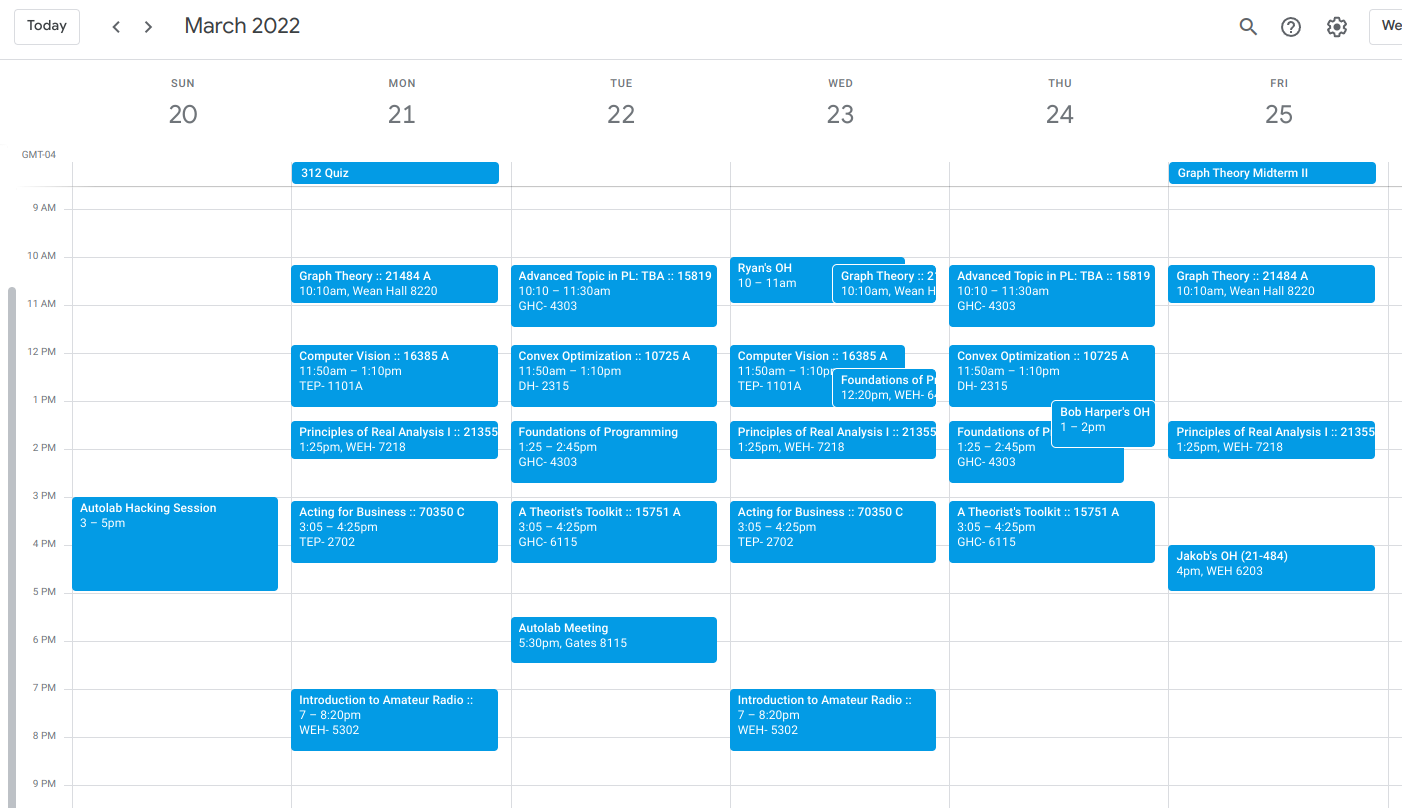 Today
March 2022
We
SUN
MON
TUE
WED
THU
FRI
20
21
22
23
24
25
GMT-04
312 Quiz
Graph Theory Midterm II
9 AM
10 AM
11 AM
12 PM
1 PM
2 PM
3 PM
4 PM
5 PM
6 PM
7 PM
8 PM
9 PM
Autolab Hacking Session
3 – 5pm
Graph Theory :: 21484 A
10:10am, Wean Hall 8220
Computer Vision :: 16385 A
11:50am – 1:10pm
TEP- 1101A
Principles of Real Analysis I :: 21355
1:25pm, WEH- 7218
Acting for Business :: 70350 C
3:05 – 4:25pm
TEP- 2702
Introduction to Amateur Radio ::
7 – 8:20pm
WEH- 5302
Advanced Topic in PL: TBA :: 15819
10:10 – 11:30am
GHC- 4303
Convex Optimization :: 10725 A
11:50am – 1:10pm
DH- 2315
Foundations of Programming
1:25 – 2:45pm
GHC- 4303
A Theorist's Toolkit :: 15751 A
3:05 – 4:25pm
GHC- 6115
Autolab Meeting
5:30pm, Gates 8115
Ryan's OH
10 – 11am
Graph Theory :: 2
10:10am, Wean H
Computer Vision :: 16385 A
11:50am – 1:10p
TEP- 1101A
Foundations of P
12:20pm, WEH- 6
Principles of Real Analysis I :: 21355
1:25pm, WEH- 7218
Acting for Business :: 70350 C
3:05 – 4:25pm
TEP- 2702
Introduction to Amateur Radio ::
7 – 8:20pm
WEH- 5302
Advanced Topic in PL: TBA :: 15819
10:10 – 11:30am
GHC- 4303
Convex Optimization :: 10725 A
11:50am – 1:10pm
DH- 2315
Bob Harper's OH
1 – 2pm
Foundations of P
1:25 – 2:45pm
GHC- 4303
A Theorist's Toolkit :: 15751 A
3:05 – 4:25pm
GHC- 6115
Graph Theory :: 21484 A
10:10am, Wean Hall 8220
Principles of Real Analysis I :: 21355
1:25pm, WEH- 7218
Jakob's OH (21-484)
4pm, WEH 6203